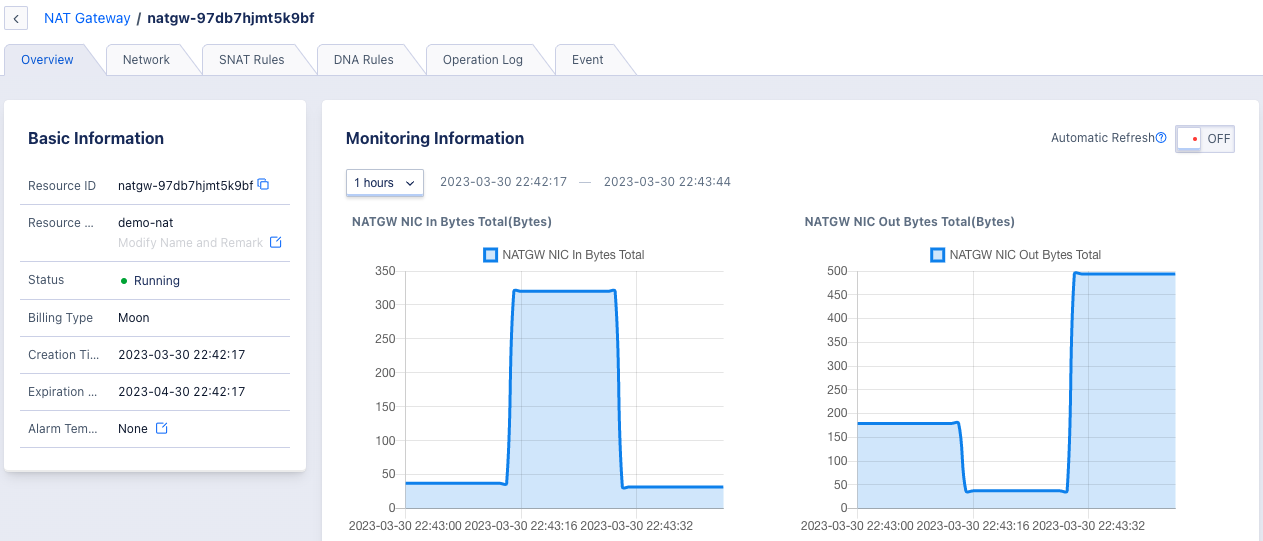 NAT Gateway / natgw-97db7hjmt5k9bf
Overview Network SNAT Rules DNA Rules Operation Log Event
Basic Information
Resource ID natgw-97db7hjmt5k9bf
Resource ... demo-nat
Modify Name and Remark
Status Running
Billing Type Moon
Creation Ti... 2023-03-30 22:42:17
Expiration ... 2023-04-30 22:42:17
Alarm Tem... None
Monitoring Information
Automatic Refresh OFF
1 hours 2023-03-30 22:42:17 — 2023-03-30 22:43:44
NATGW NIC In Bytes Total(Bytes)
NATGW NIC In Bytes Total
350
300
250
200
150
100
50
0
2023-03-30 22:43:00 2023-03-30 22:43:16 2023-03-30 22:43:32
NATGW NIC Out Bytes Total(Bytes)
NATGW NIC Out Bytes Total
500
450
400
350
300
250
200
150
100
50
0
2023-03-30 22:43:00 2023-03-30 22:43:16 2023-03-30 22:43:32